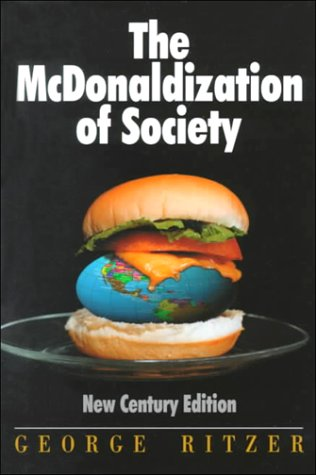 The
McDonaldization
of Society
New Century Edition
GEORGE RITZER